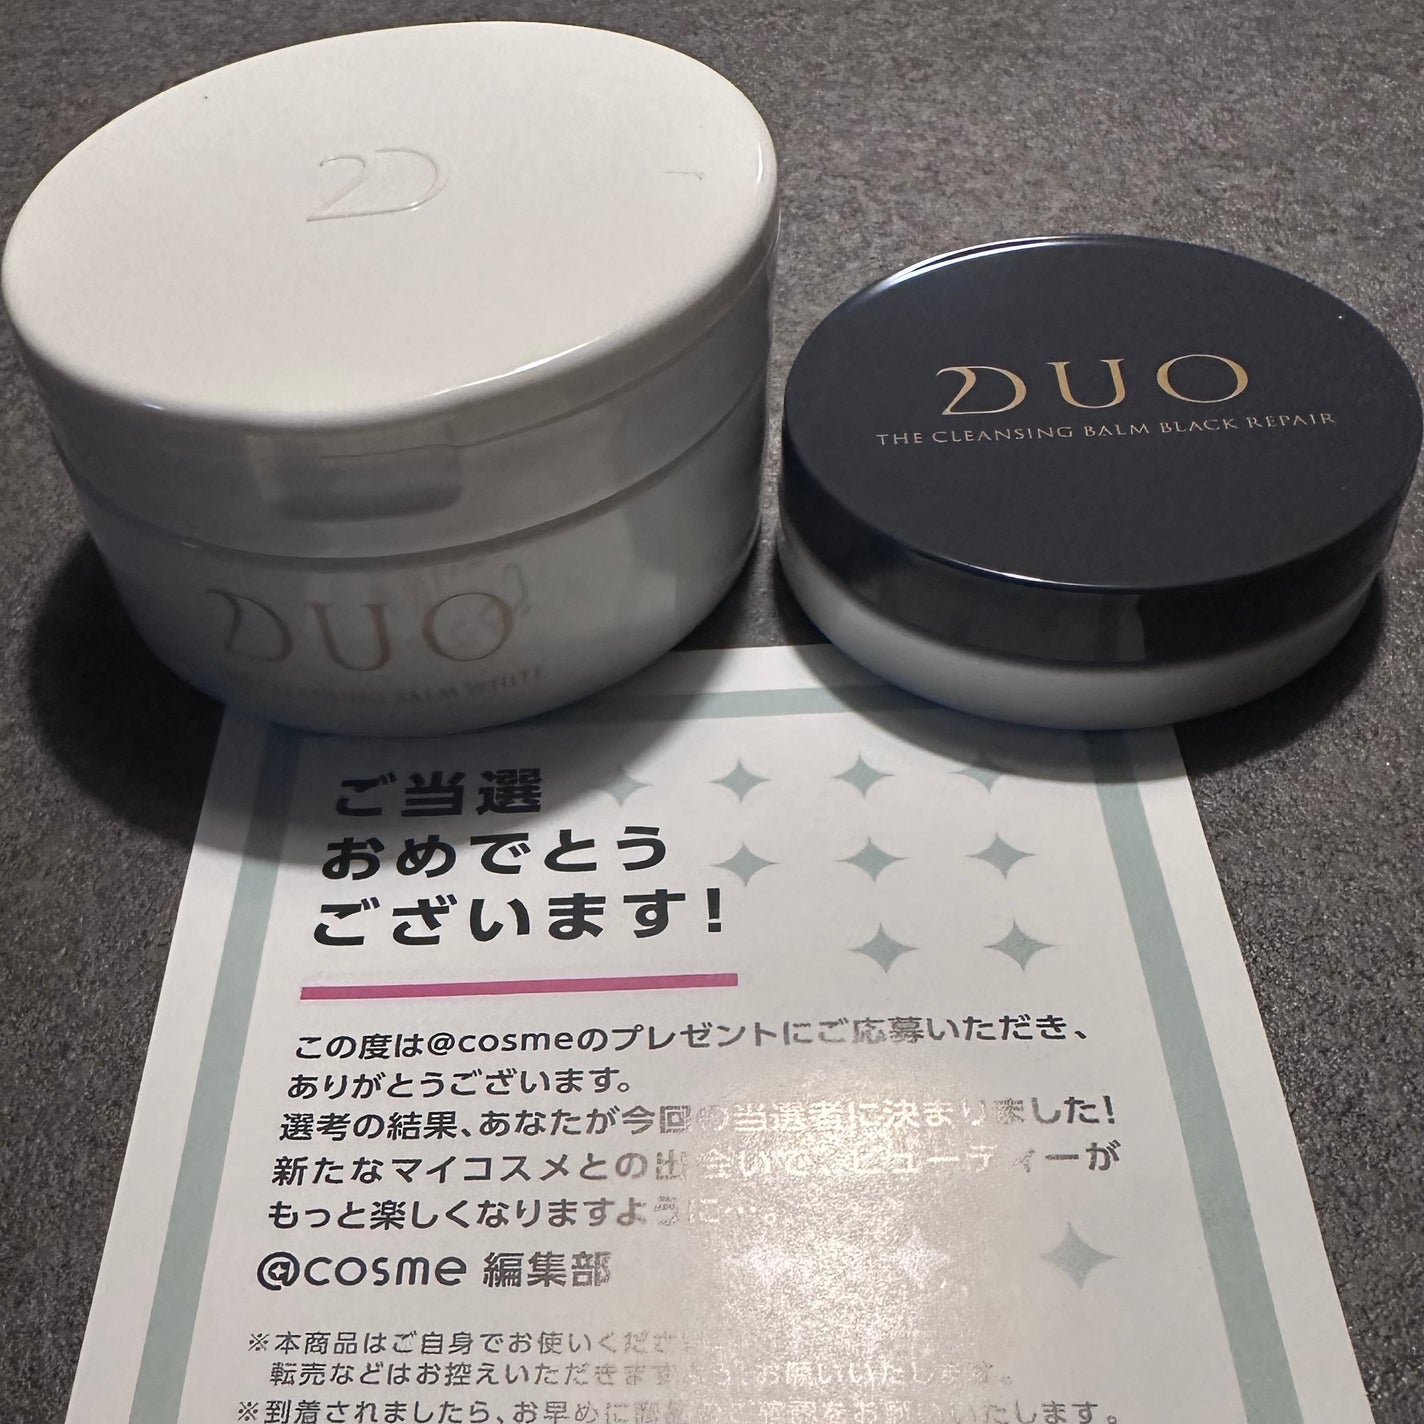 DUO
THE CLEANSING BALM BLACK REPAIR
DUO
THE CLEANSING BALM WHITE
ご当選
おめでとう
ございます!
この度は@cosmeのプレゼントにご応募いただき、
ありがとうございます。
選考の結果、あなたが今回の当選者に決まりました!
新たなマイコスメとの出会いで、ビューティーが
もっと楽しくなりますように…。
@cosme 編集部
※本商品はご自身でお使いくださ
転売などはお控えいただきます お願いいたします。
※到着されましたら、お早めに いたします。